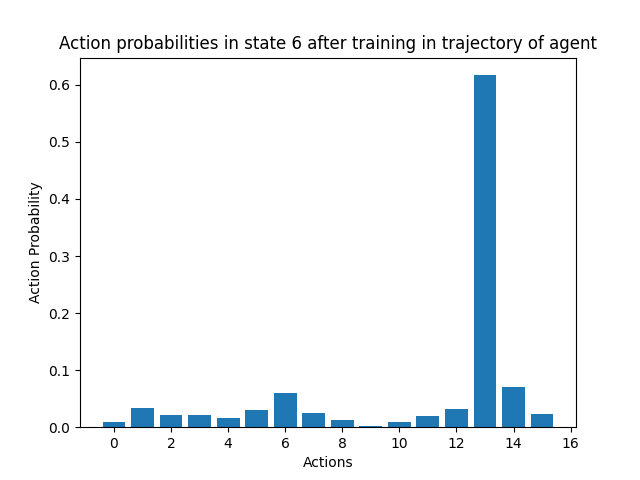 Action probabilities in state 6 after training in trajectory of agent
0.6
0.5
0.4
0.3
0.2
0.1
0.0
Action Probability
0 2 4 6 8 10 12 14 16
Actions